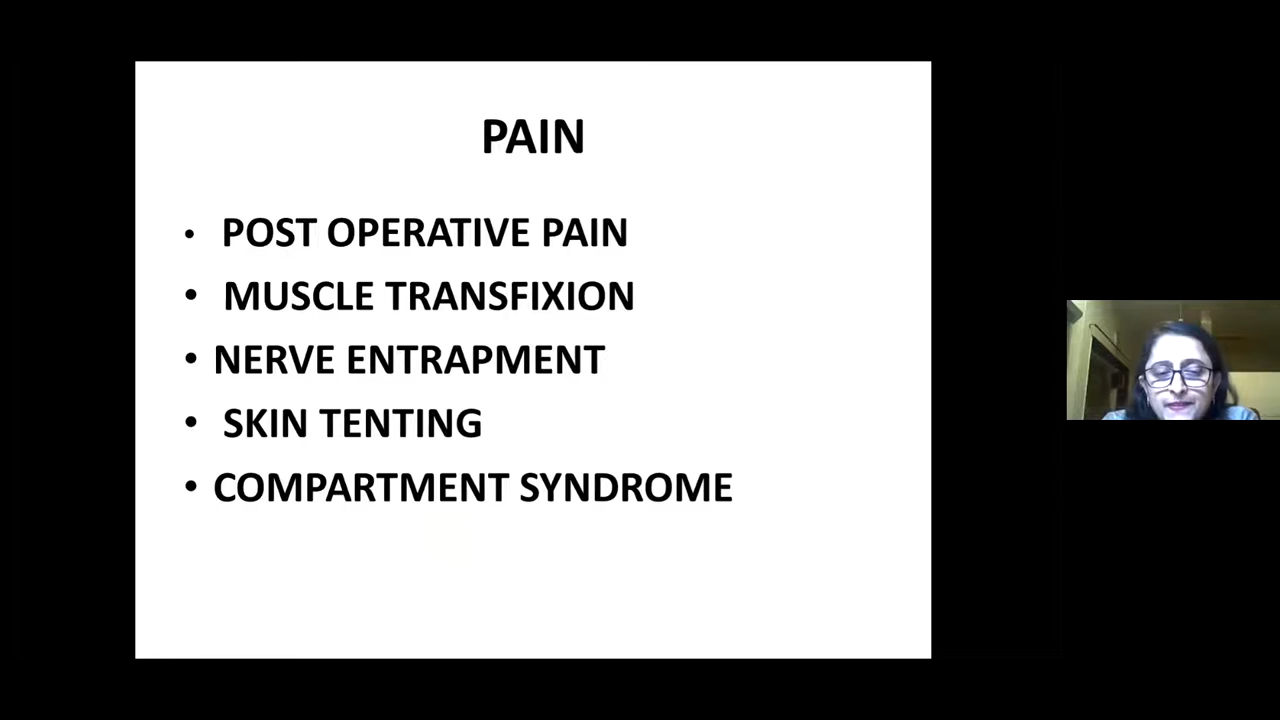 PAIN
• POST OPERATIVE PAIN
• MUSCLE TRANSFIXION
• NERVE ENTRAPMENT
• SKIN TENTING
• COMPARTMENT SYNDROME